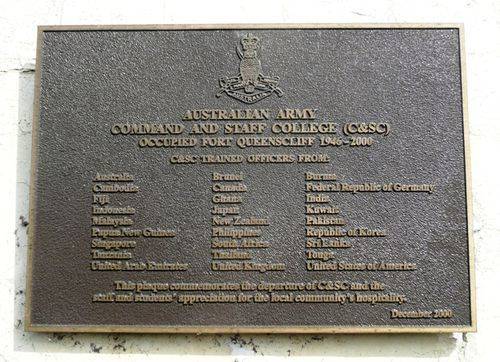 AUSTRALIAN ARMY
COMMAND AND STAFF COLLEGE (C&SC)
OCCUPIED FORT QUEENSCLIFF 1946-2000
C&SC TRAINED OFFICERS FROM:
Australia Brunei Burma
Cambodia Canada Federal Republic of Germany
Fiji Ghana India
Indonesia Japan Kuwait
Malaysia New Zealand Pakistan
Papua New Guinea Philippines Republic of Korea
Singapore South Africa Sri Lanka
Tanzania Thailand Tonga
United Arab Emirates United Kingdom United States of America
This plaque commemorates the departure of C&SC and the
staff and students' appreciation for the local community's hospitality.
December 2000